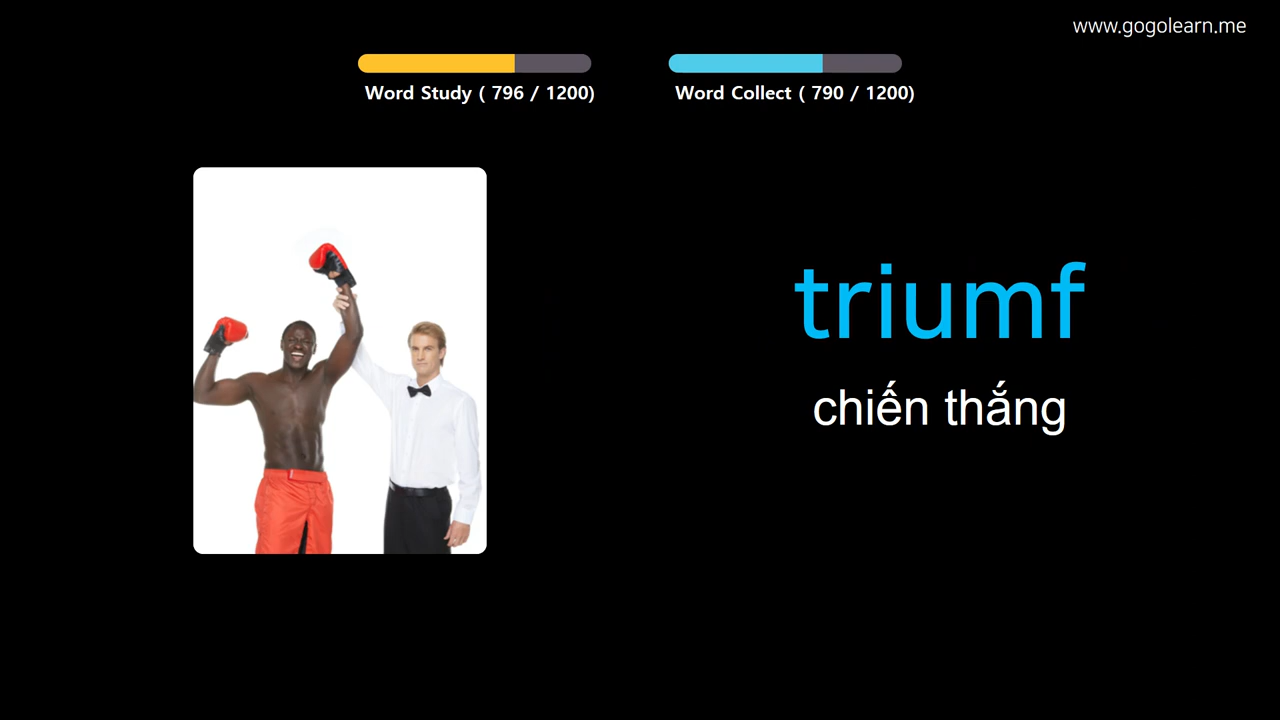 www.gogolearn.me
Word Study ( 796 / 1200)
Word Collect ( 790 / 1200)
triumf
chiến thắng